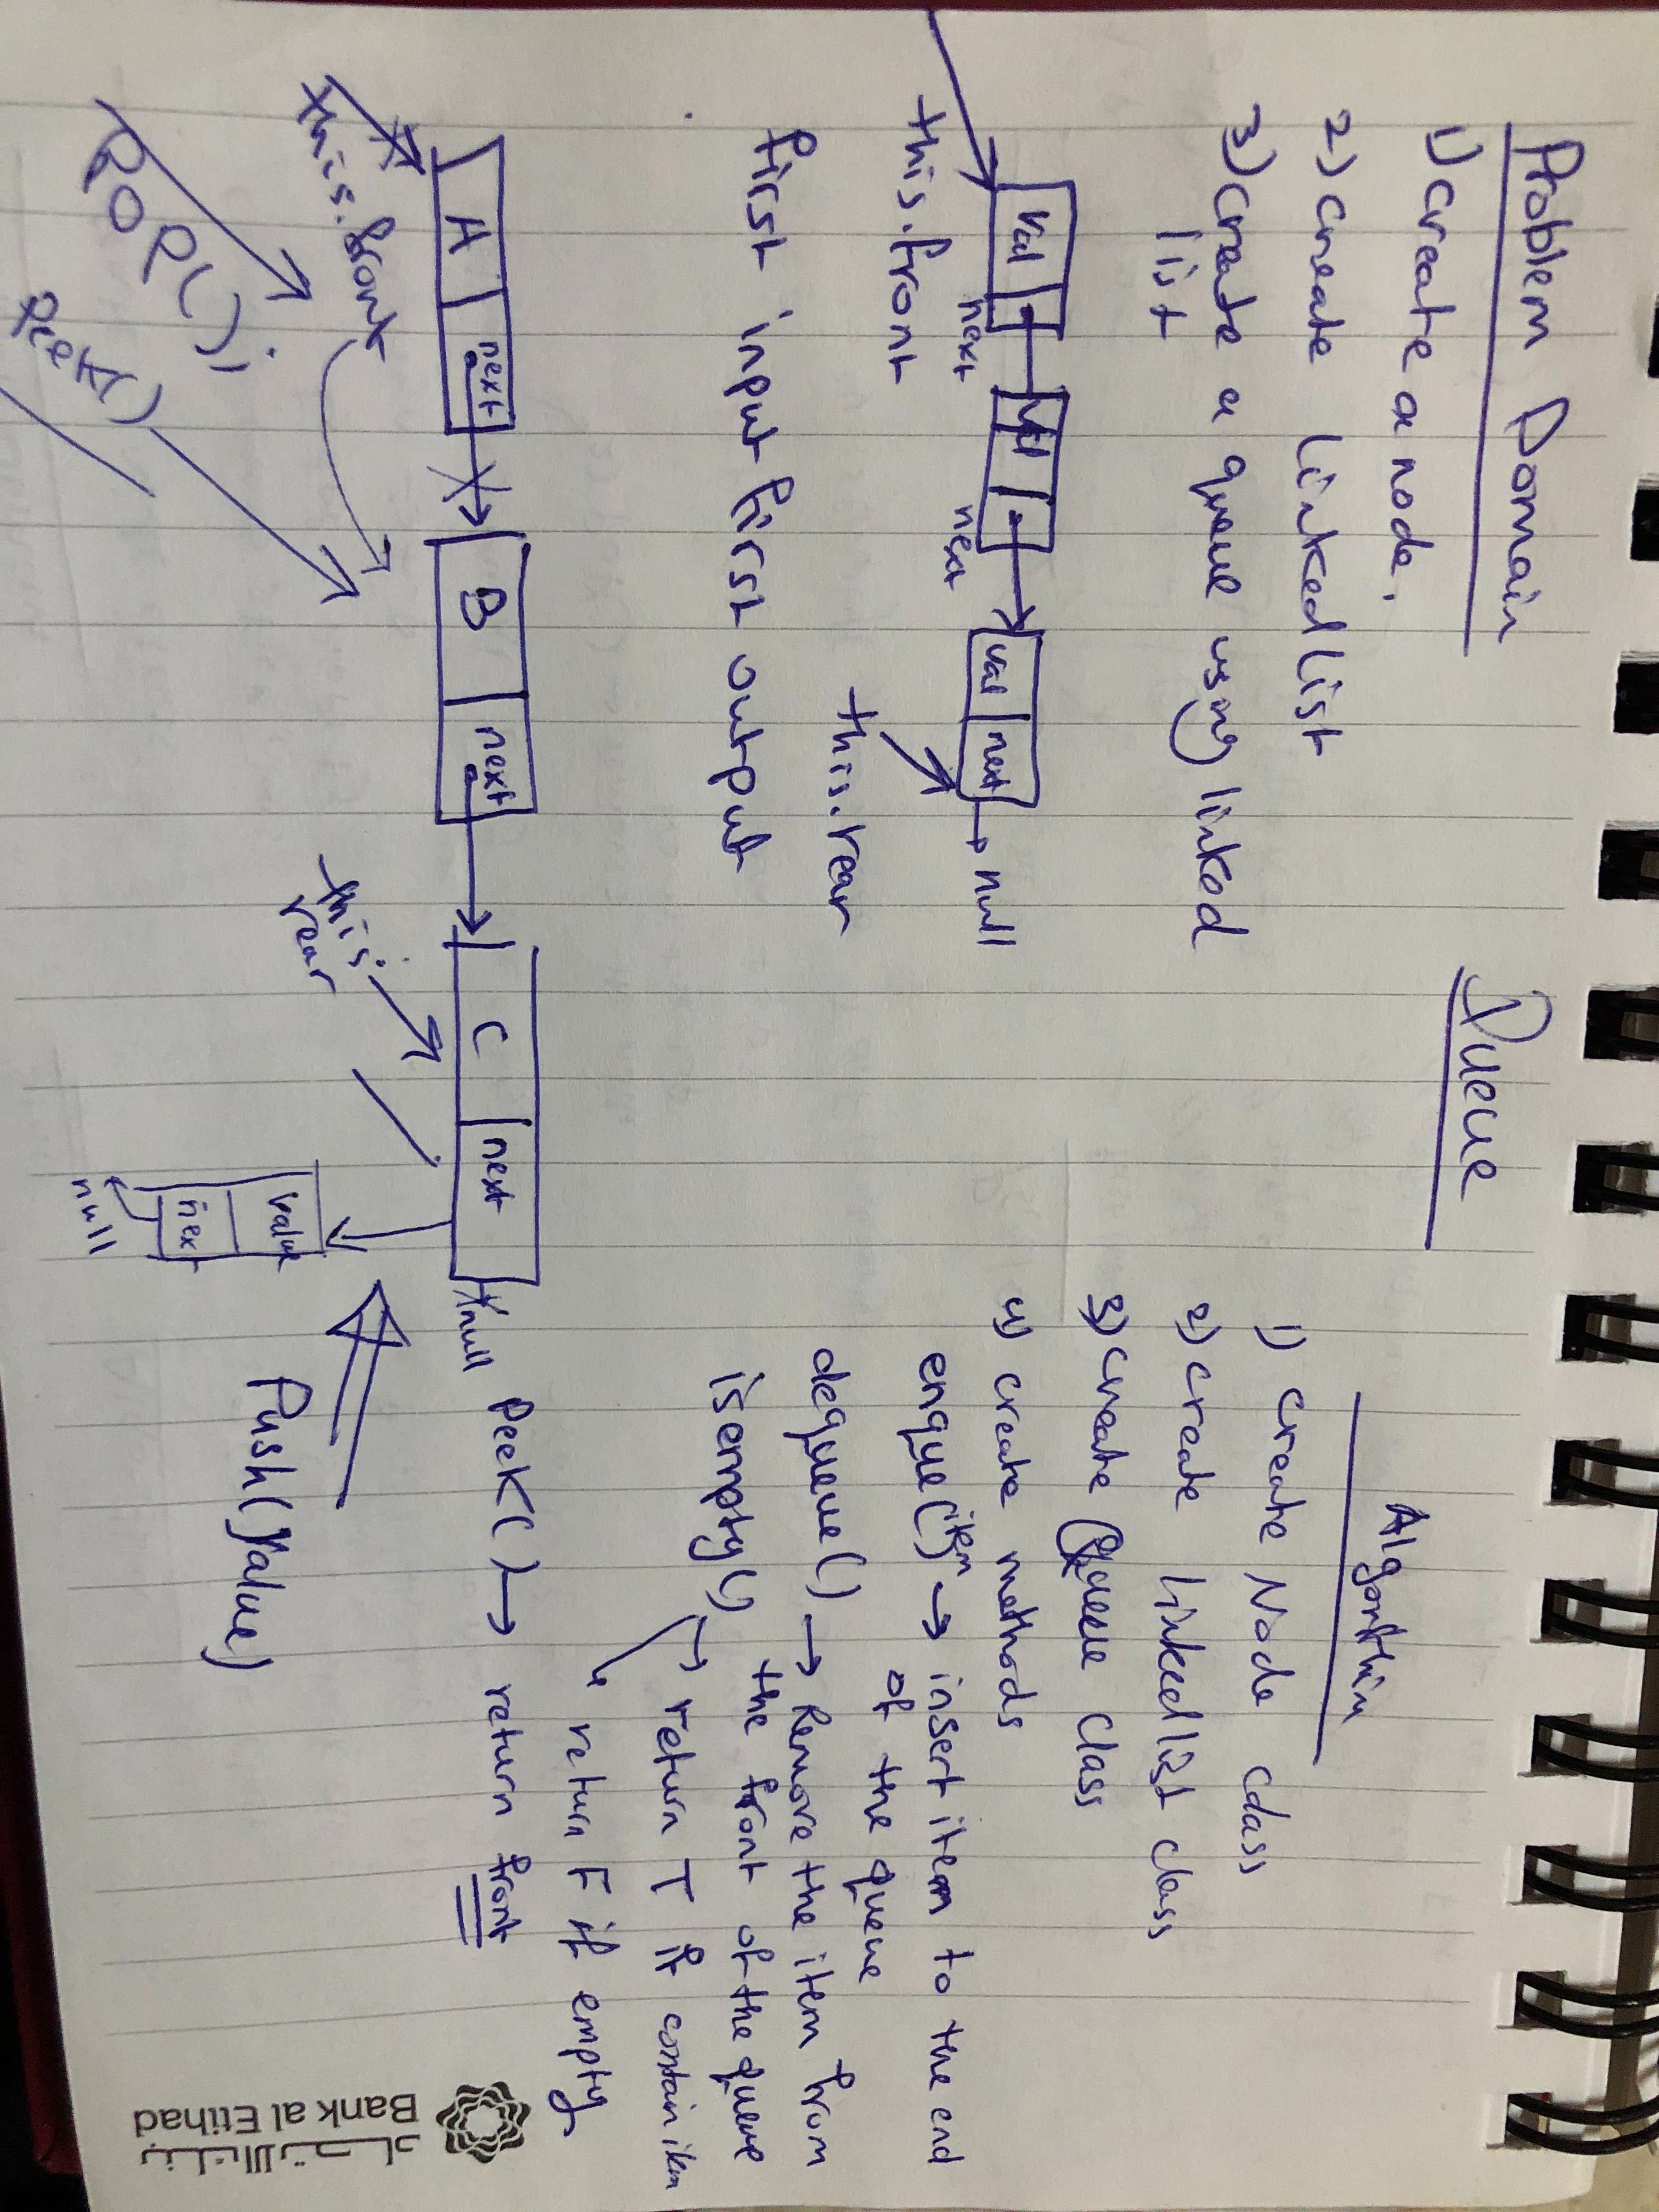 Queue
Problem Domain
1) create a node.
2) create linked list
3) create a queue using linked
list
val
next
val
next
val next
null
this.front
this.rear
first input first output
A next
B next
C next
null
this.front
this.
rear
pop();
peek()
value
nex
null
Push(value)
Algorithm
1) create Node class
2) create linkedlist class
3) create Queue class
4) create methods
enque(item) → insert item to the end
of the queue
dequeue() → Remove the item from
the front of the queue
isempty() → return T if contain item
return F if empty
peek() → return front
بنك الاتحاد
Bank al Etihad